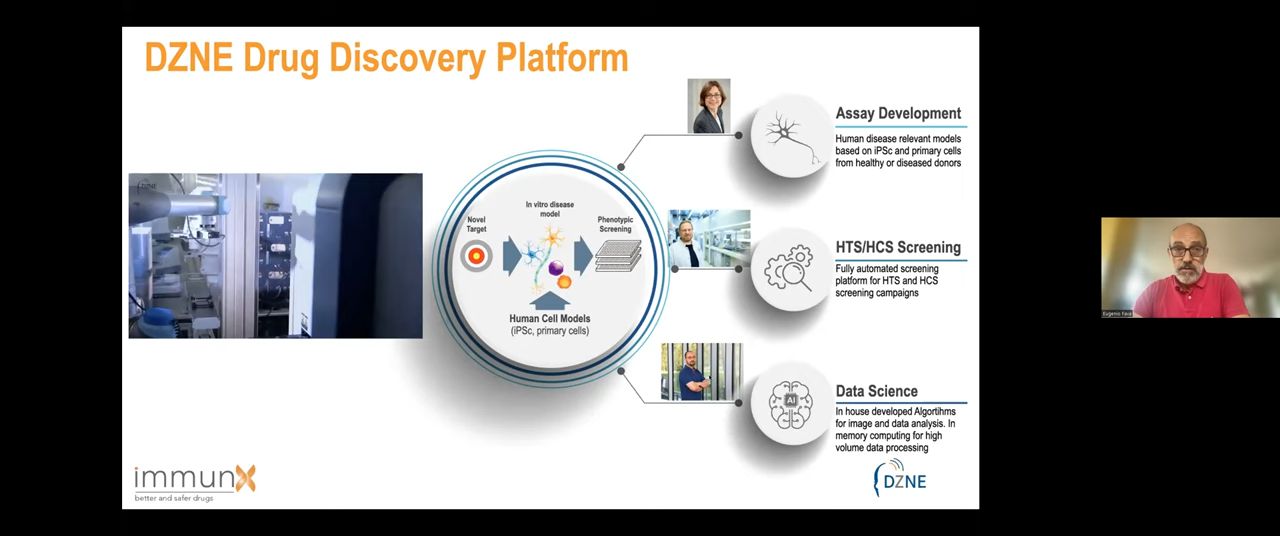 DZNE Drug Discovery Platform
DZNE
Novel
Target
In vitro disease
model
Phenotypic
Screening
Human Cell Models
(iPSc, primary cells)
Assay Development
Human disease relevant models
based on iPSc and primary cells
from healthy or diseased donors
HTS/HCS Screening
Fully automated screening
platform for HTS and HCS
screening campaigns
AI
Data Science
In house developed Algortihms
for image and data analysis. In
memory computing for high
volume data processing
immunX
better and safer drugs
DZNE